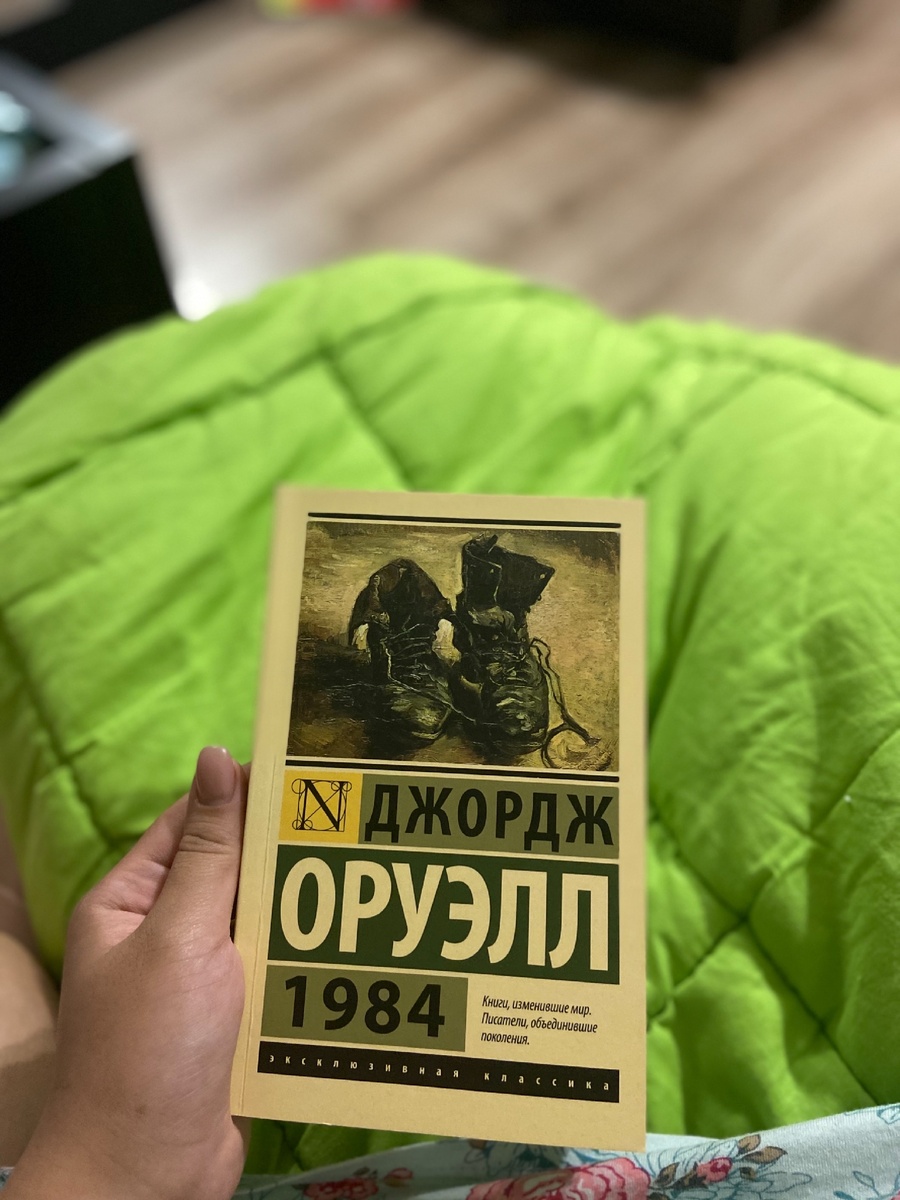 N ДЖОРДЖ
ОРУЭЛЛ
1984
Книги, изменившие мир.
Писатели, объединившие
поколения.
эксклюзивная классика